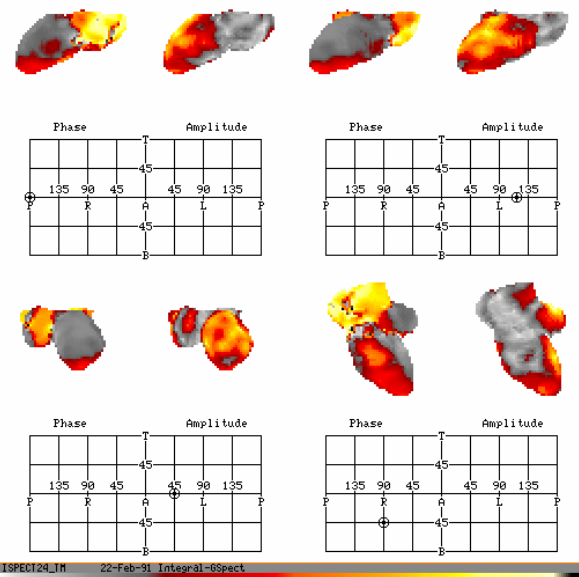 Phase Amplitude Phase Amplitude
T T
45 45
135 90 45 45 90 135 135 90 45 45 90 135
P R A L P P R A L P
45 45
B B
Phase Amplitude Phase Amplitude
T T
45 45
135 90 45 45 90 135 135 90 45 45 90 135
P R A L P P R A L P
45 45
B B
ISPECT24_TM 22-Feb-91 Integral-GSpect